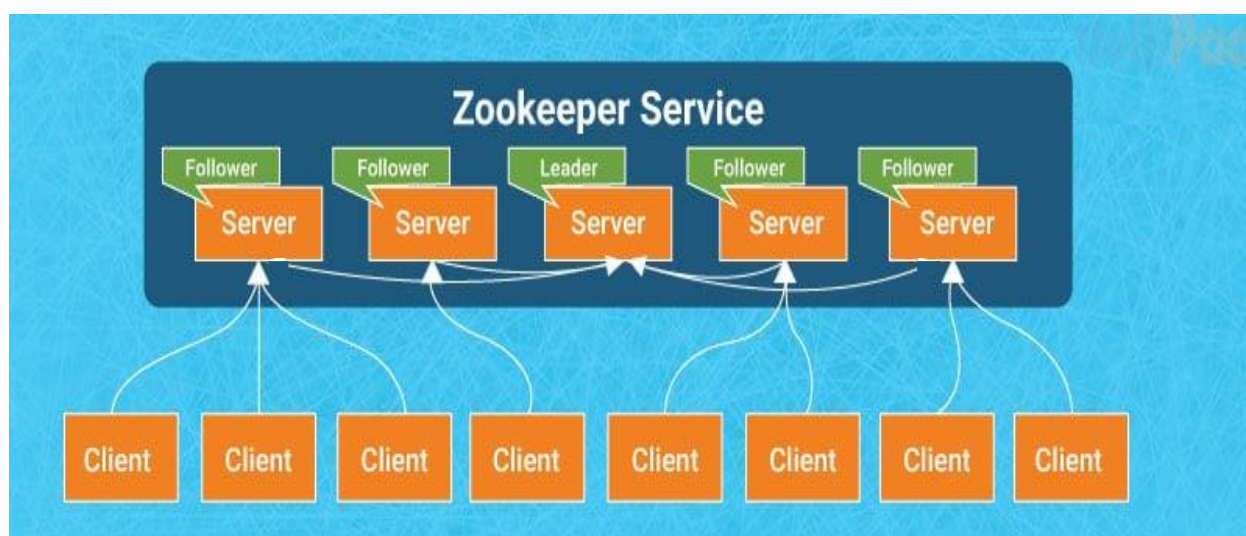 Zookeeper Service
Follower Follower Leader Follower Follower
Server Server Server Server Server
Client Client Client Client Client Client Client Client